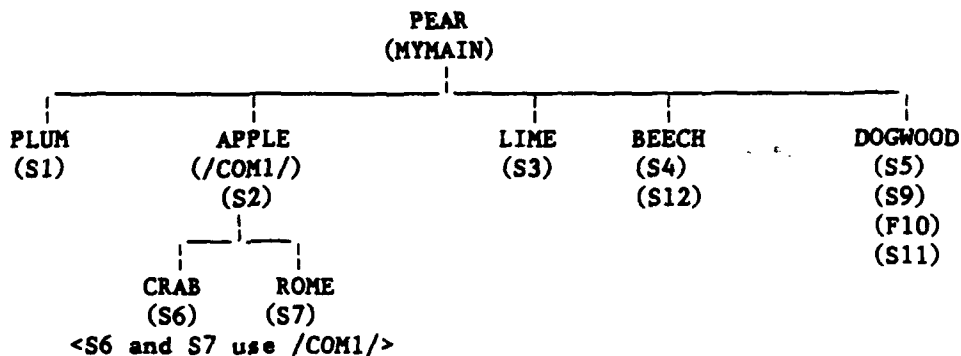 PEAR
(MYMAIN)
PLUM APPLE LIME BEECH DOGWOOD
(S1) (/COM1/) (S3) (S4) (S5)
(S2) (S12) (S9)
(F10)
(S11)
CRAB ROME
(S6) (S7)
<S6 and S7 use /COM1/>